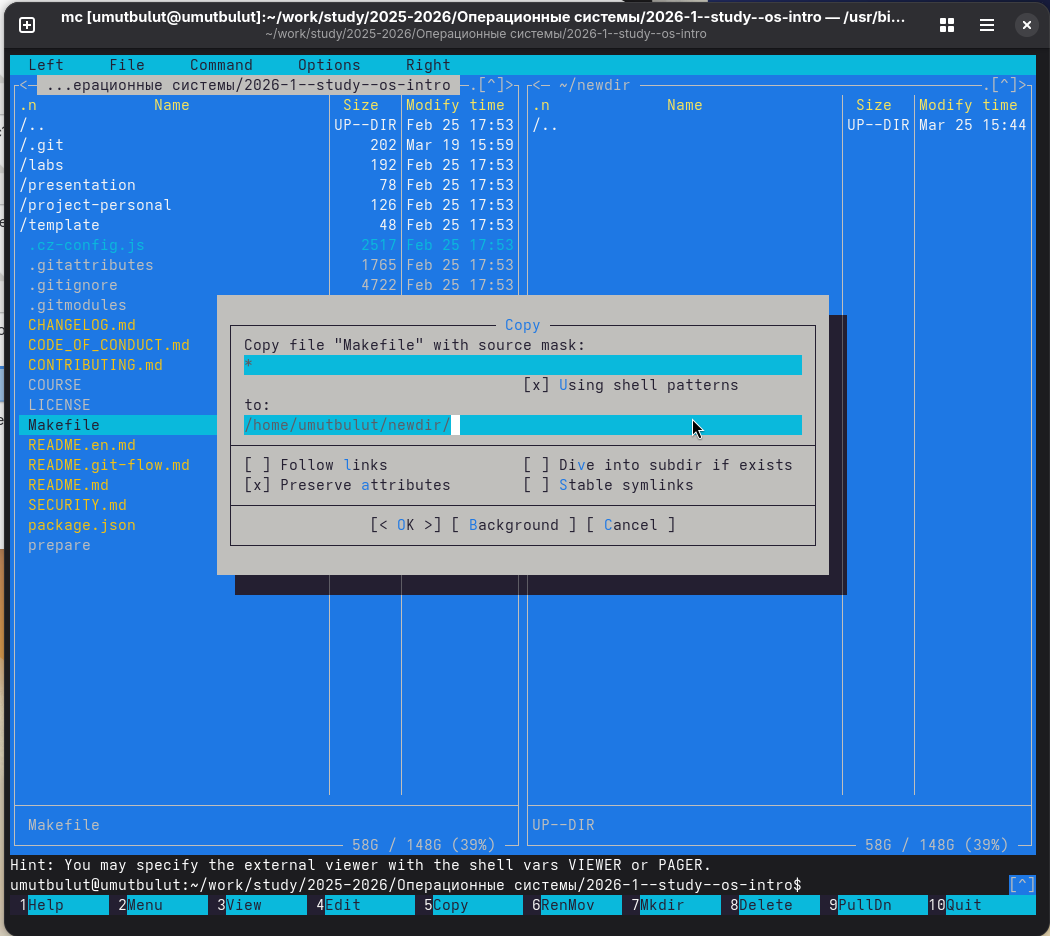 mc [umutbulut@umutbulut]:~/work/study/2025-2026/Операционные системы/2026-1--study--os-intro — /usr/bi...
~/work/study/2025-2026/Операционные системы/2026-1--study--os-intro
Left File Command Options Right
<— ...ерационные системы/2026-1--study--os-intro .[^]>
.n Name Size Modify time
/.. UP--DIR Feb 25 17:53
/.git 202 Mar 19 15:59
/labs 192 Feb 25 17:53
/presentation 78 Feb 25 17:53
/project-personal 126 Feb 25 17:53
/template 48 Feb 25 17:53
.cz-config.js 2517 Feb 25 17:53
.gitattributes 1765 Feb 25 17:53
.gitignore 4722 Feb 25 17:53
.gitmodules
CHANGELOG.md
CODE_OF_CONDUCT.md
CONTRIBUTING.md
COURSE
LICENSE
Makefile
README.en.md
README.git-flow.md
README.md
SECURITY.md
package.json
prepare
Makefile
58G / 148G (39%)
<— ~/newdir .[^]>
.n Name Size Modify time
/.. UP--DIR Mar 25 15:44
UP--DIR
58G / 148G (39%)
Copy
Copy file "Makefile" with source mask:
*
[x] Using shell patterns
to:
/home/umutbulut/newdir/
[ ] Follow links [ ] Dive into subdir if exists
[x] Preserve attributes [ ] Stable symlinks
[< OK >] [ Background ] [ Cancel ]
Hint: You may specify the external viewer with the shell vars VIEWER or PAGER.
umutbulut@umutbulut:~/work/study/2025-2026/Операционные системы/2026-1--study--os-intro$ [^]
1Help 2Menu 3View 4Edit 5Copy 6RenMov 7Mkdir 8Delete 9PullDn 10Quit